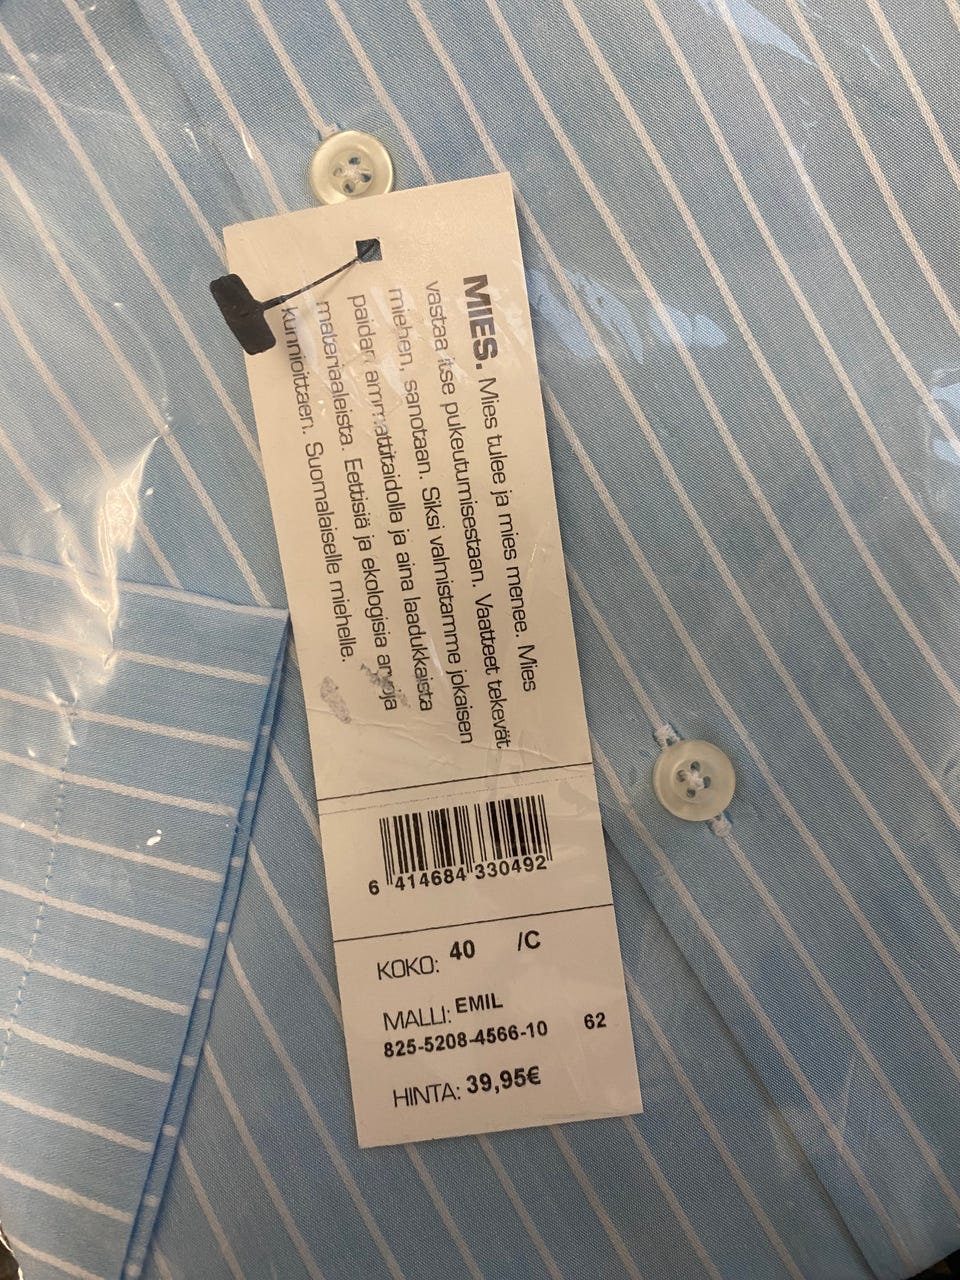 MIES. Mies tulee ja mies menee. Mies
vastaa itse pukeutumisestaan. Vaatteet tekevät
miehen, sanotaan. Siksi valmistamme jokaisen
paidan ammattitaidolla ja aina laadukkaista
materiaaleista. Eettisiä ja ekologisia arvoja
kunnioittaen. Suomalaiselle miehelle.
6 414684 330492
KOKO: 40 /C
MALLI: EMIL
825-5208-4566-10 62
HINTA: 39,95€